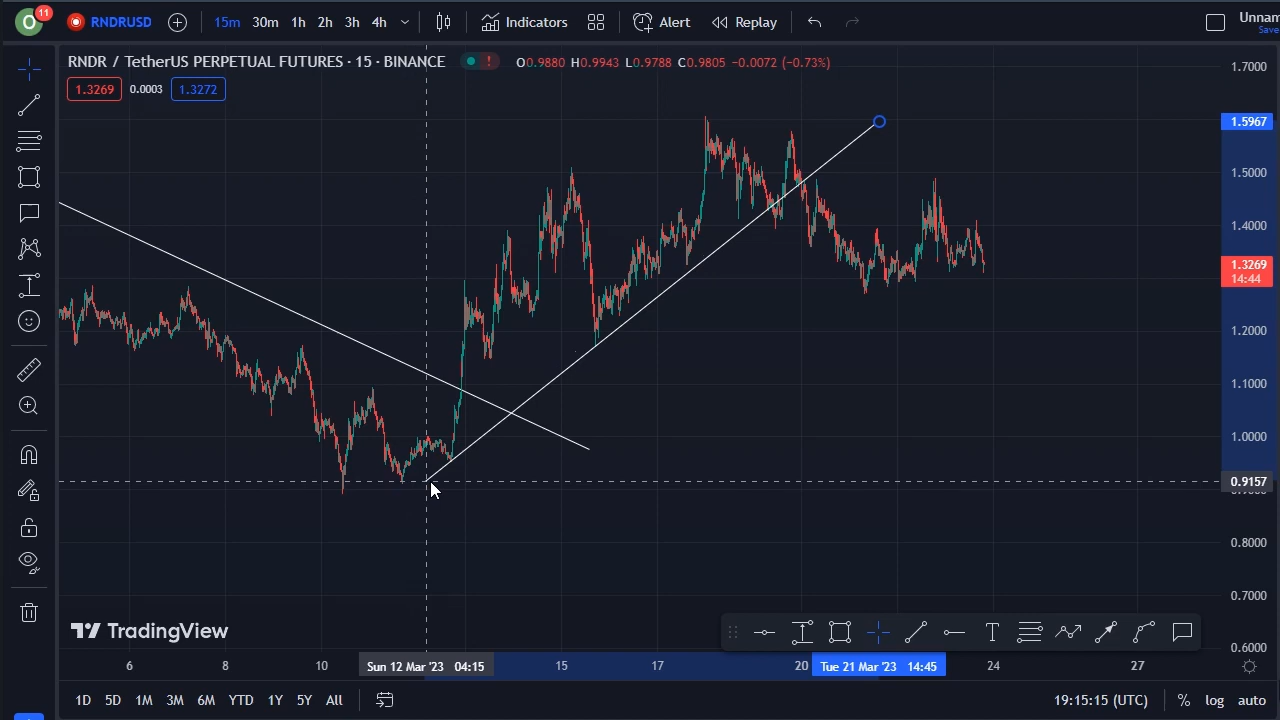 O 11 RNDRUSD 15m 30m 1h 2h 3h 4h Indicators Alert Replay Unnam
Save
RNDR / TetherUS PERPETUAL FUTURES · 15 · BINANCE ! O0.9880 H0.9943 L0.9788 C0.9805 −0.0072 (−0.73%)
1.3269 0.0003 1.3272
1.7000
1.5967
1.5000
1.4000
1.3269
14:44
1.2000
1.1000
1.0000
0.9157
0.8000
0.7000
0.6000
TradingView
T
6 8 10 Sun 12 Mar '23 04:15 15 17 20 Tue 21 Mar '23 14:45 24 27
1D 5D 1M 3M 6M YTD 1Y 5Y All 19:15:15 (UTC) % log auto